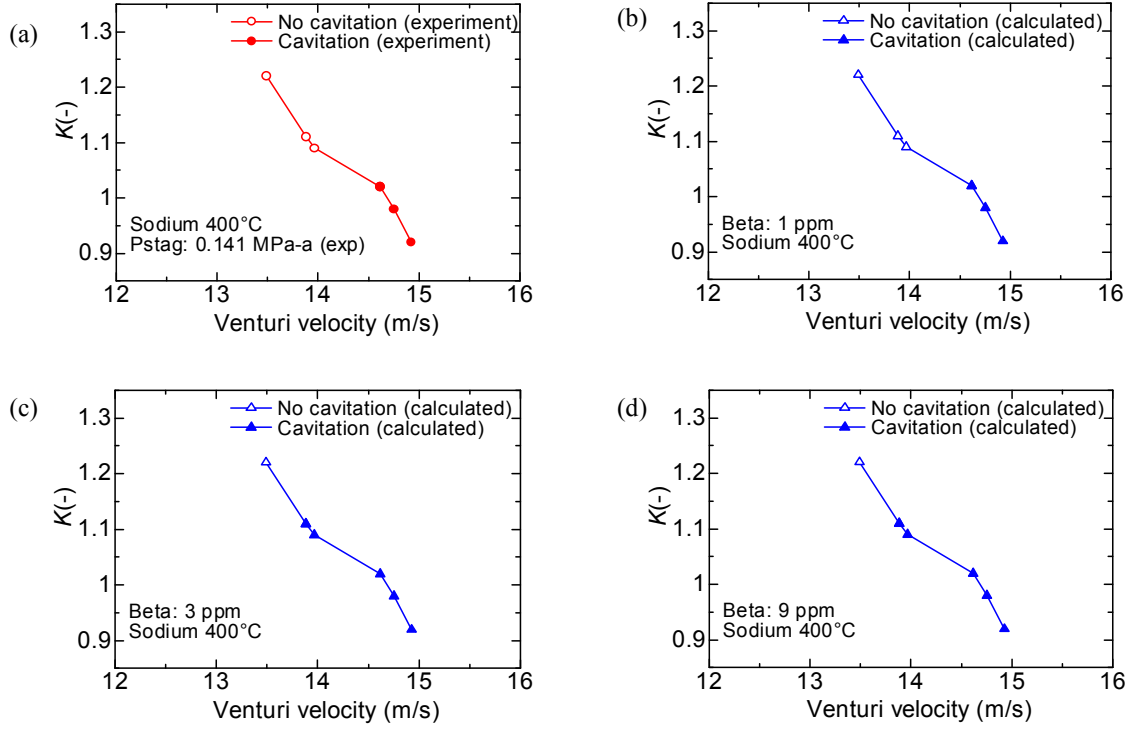 (a)
No cavitation (experiment)
Cavitation (experiment)
1.3
1.2
1.1
1
0.9
K(-)
Sodium 400°C
Pstag: 0.141 MPa-a (exp)
12 13 14 15 16
Venturi velocity (m/s)
(b)
No cavitation (calculated)
Cavitation (calculated)
1.3
1.2
1.1
1
0.9
K(-)
Beta: 1 ppm
Sodium 400°C
12 13 14 15 16
Venturi velocity (m/s)
(c)
No cavitation (calculated)
Cavitation (calculated)
1.3
1.2
1.1
1
0.9
K(-)
Beta: 3 ppm
Sodium 400°C
12 13 14 15 16
Venturi velocity (m/s)
(d)
No cavitation (calculated)
Cavitation (calculated)
1.3
1.2
1.1
1
0.9
K(-)
Beta: 9 ppm
Sodium 400°C
12 13 14 15 16
Venturi velocity (m/s)